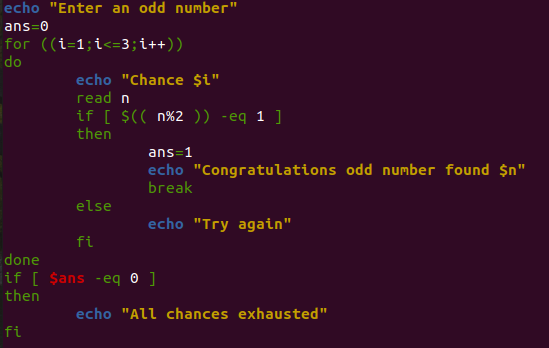 echo "Enter an odd number"
ans=0
for ((i=1;i<=3;i++))
do
        echo "Chance $i"
        read n
        if [ $(( n%2 )) -eq 1 ]
        then
                ans=1
                echo "Congratulations odd number found $n"
                break
        else
                echo "Try again"
        fi
done
if [ $ans -eq 0 ]
then
        echo "All chances exhausted"
fi